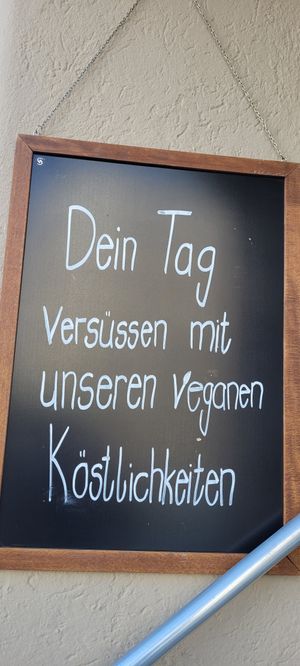 Dein Tag
versüssen mit
unseren veganen
Köstlichkeiten